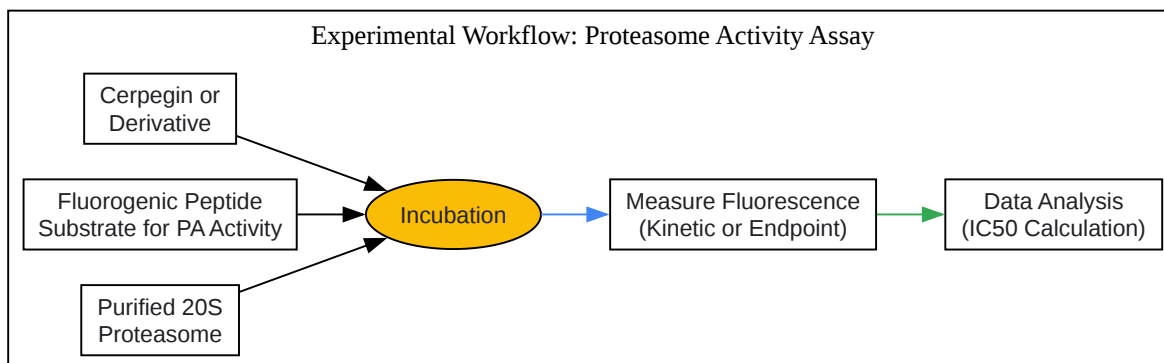 Experimental Workflow: Proteasome Activity Assay
Cerpegin or
Derivative
Fluorogenic Peptide
Substrate for PA Activity
Purified 20S
Proteasome
Incubation
Measure Fluorescence
(Kinetic or Endpoint)
Data Analysis
(IC50 Calculation)